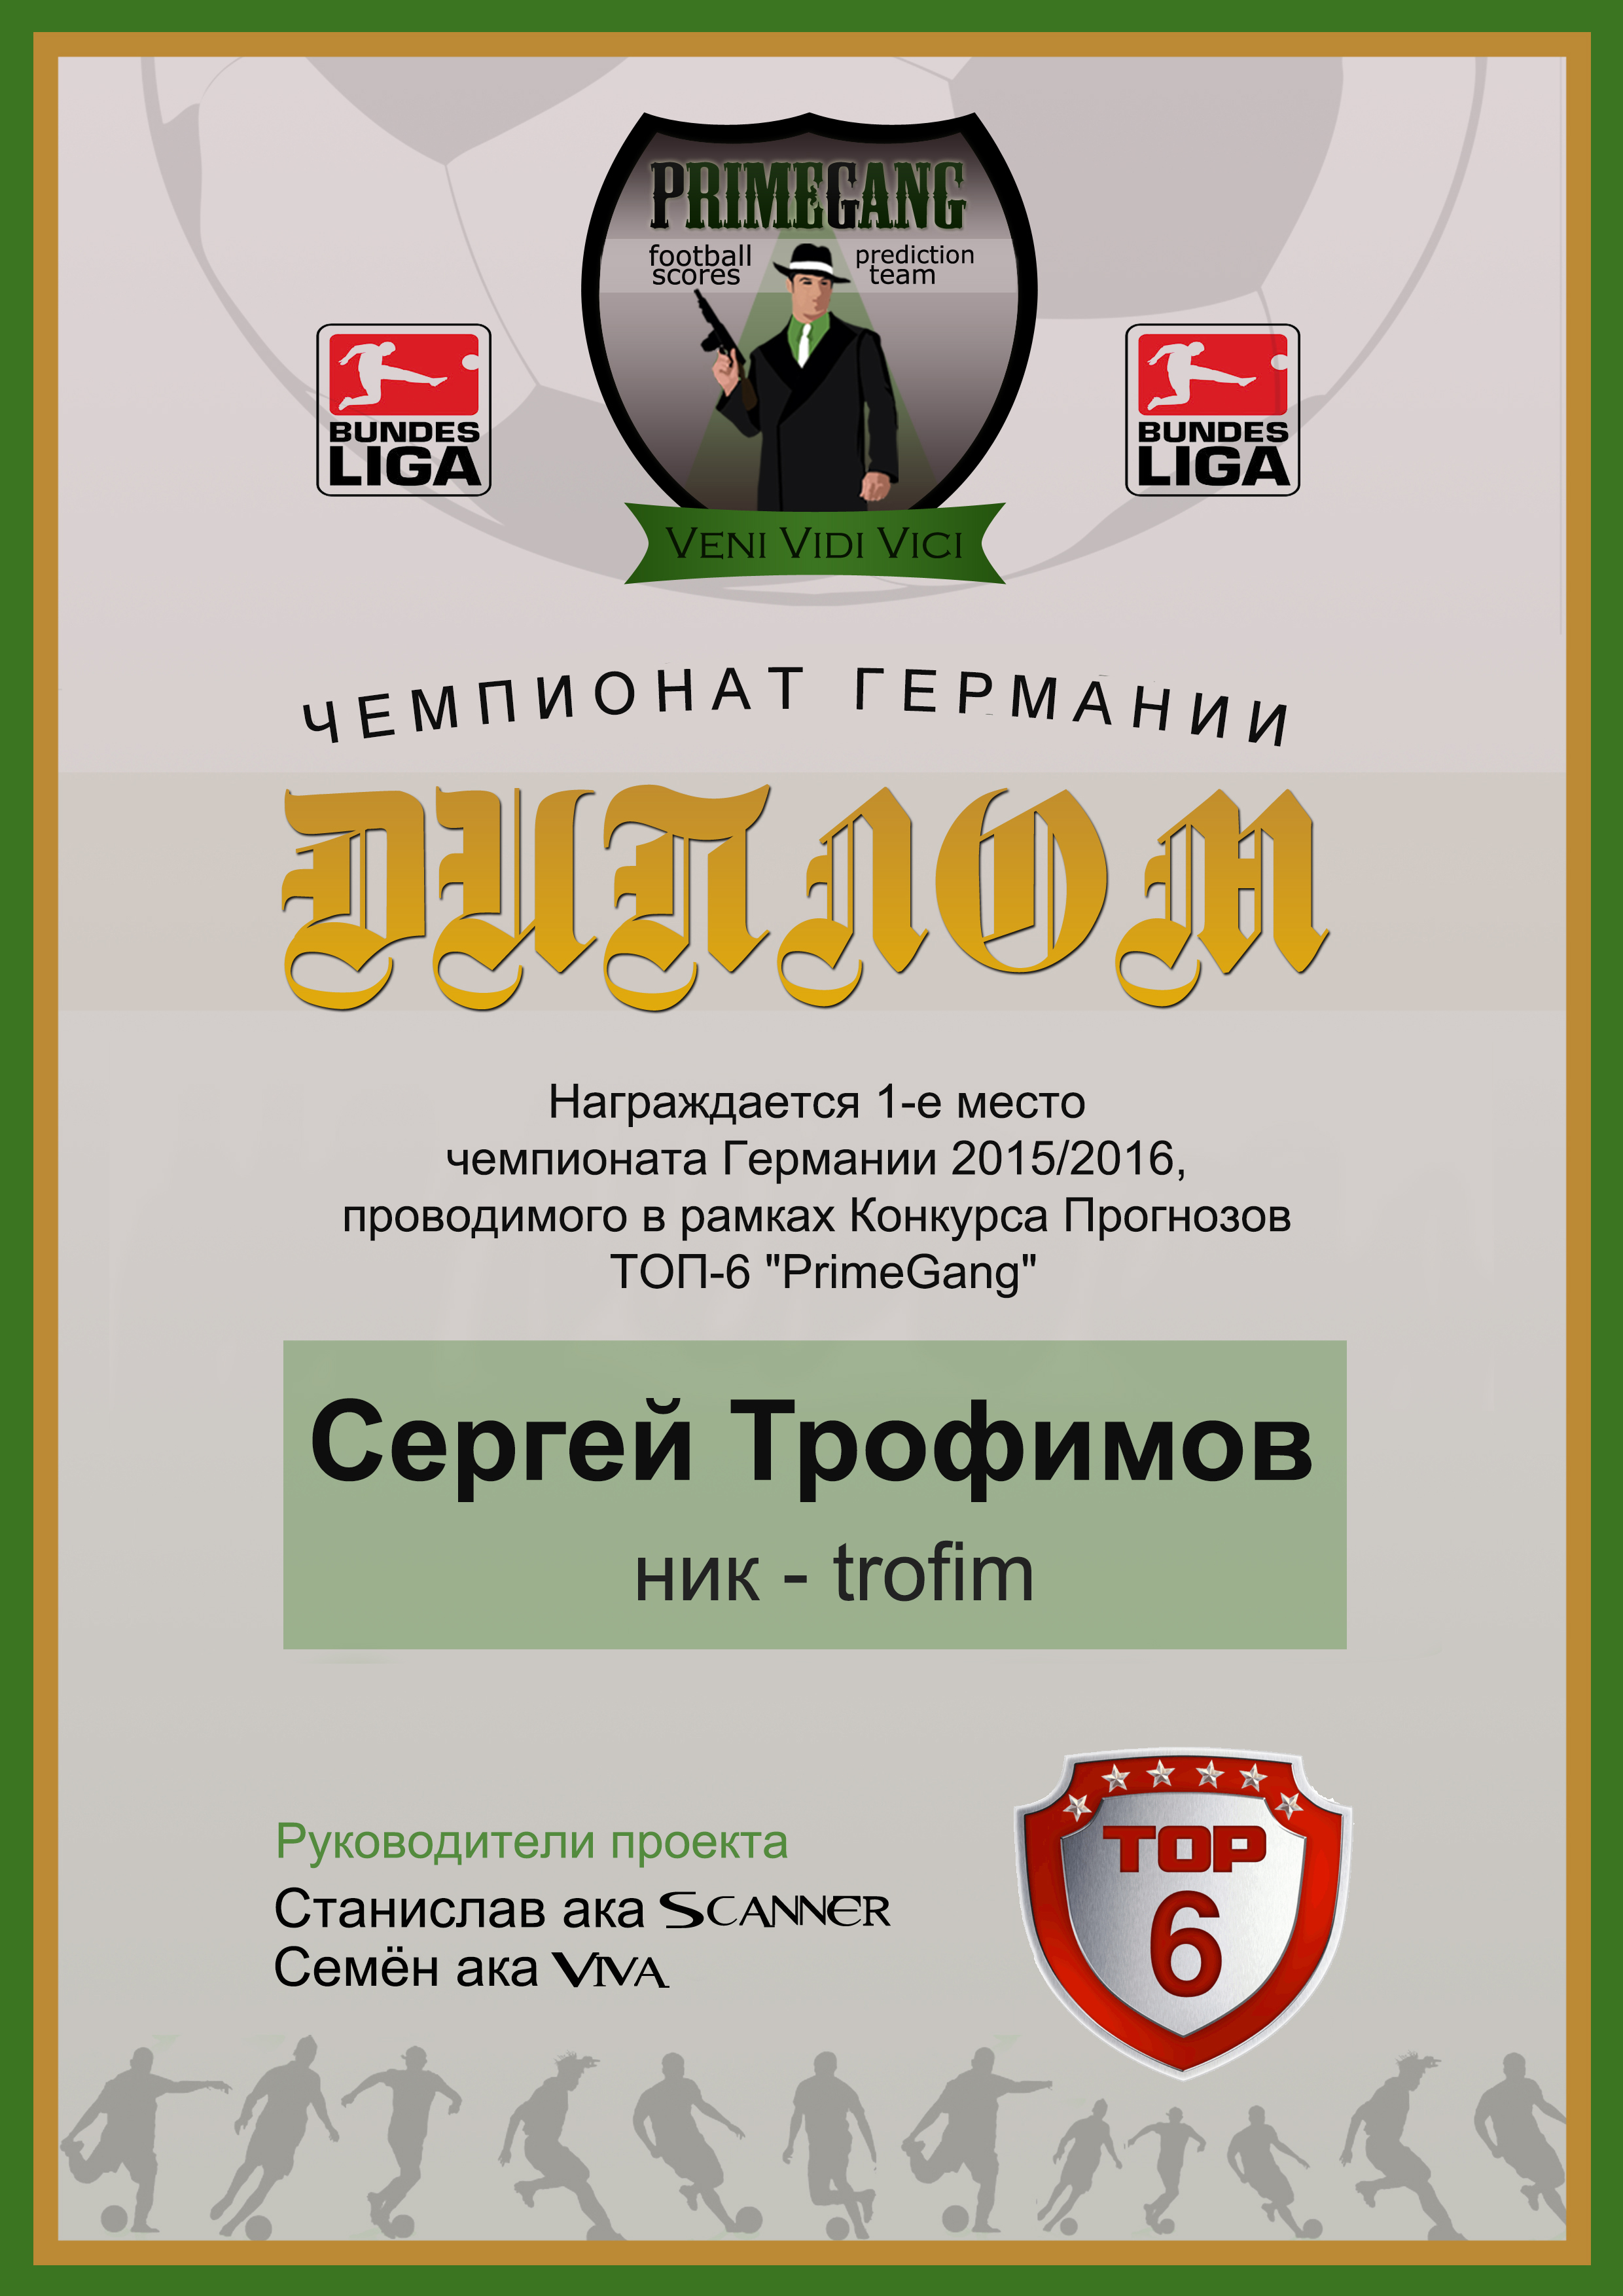 PRIMEGANG
football scores
prediction team
BUNDES LIGA
BUNDES LIGA
VENI VIDI VICI
ЧЕМПИОНАТ ГЕРМАНИИ
ДИПЛОМ
Награждается 1-е место
чемпионата Германии 2015/2016,
проводимого в рамках Конкурса Прогнозов
ТОП-6 "PrimeGang"
Сергей Трофимов
ник - trofim
Руководители проекта
Станислав ака SCANNER
Семён ака VIVA
TOP
6